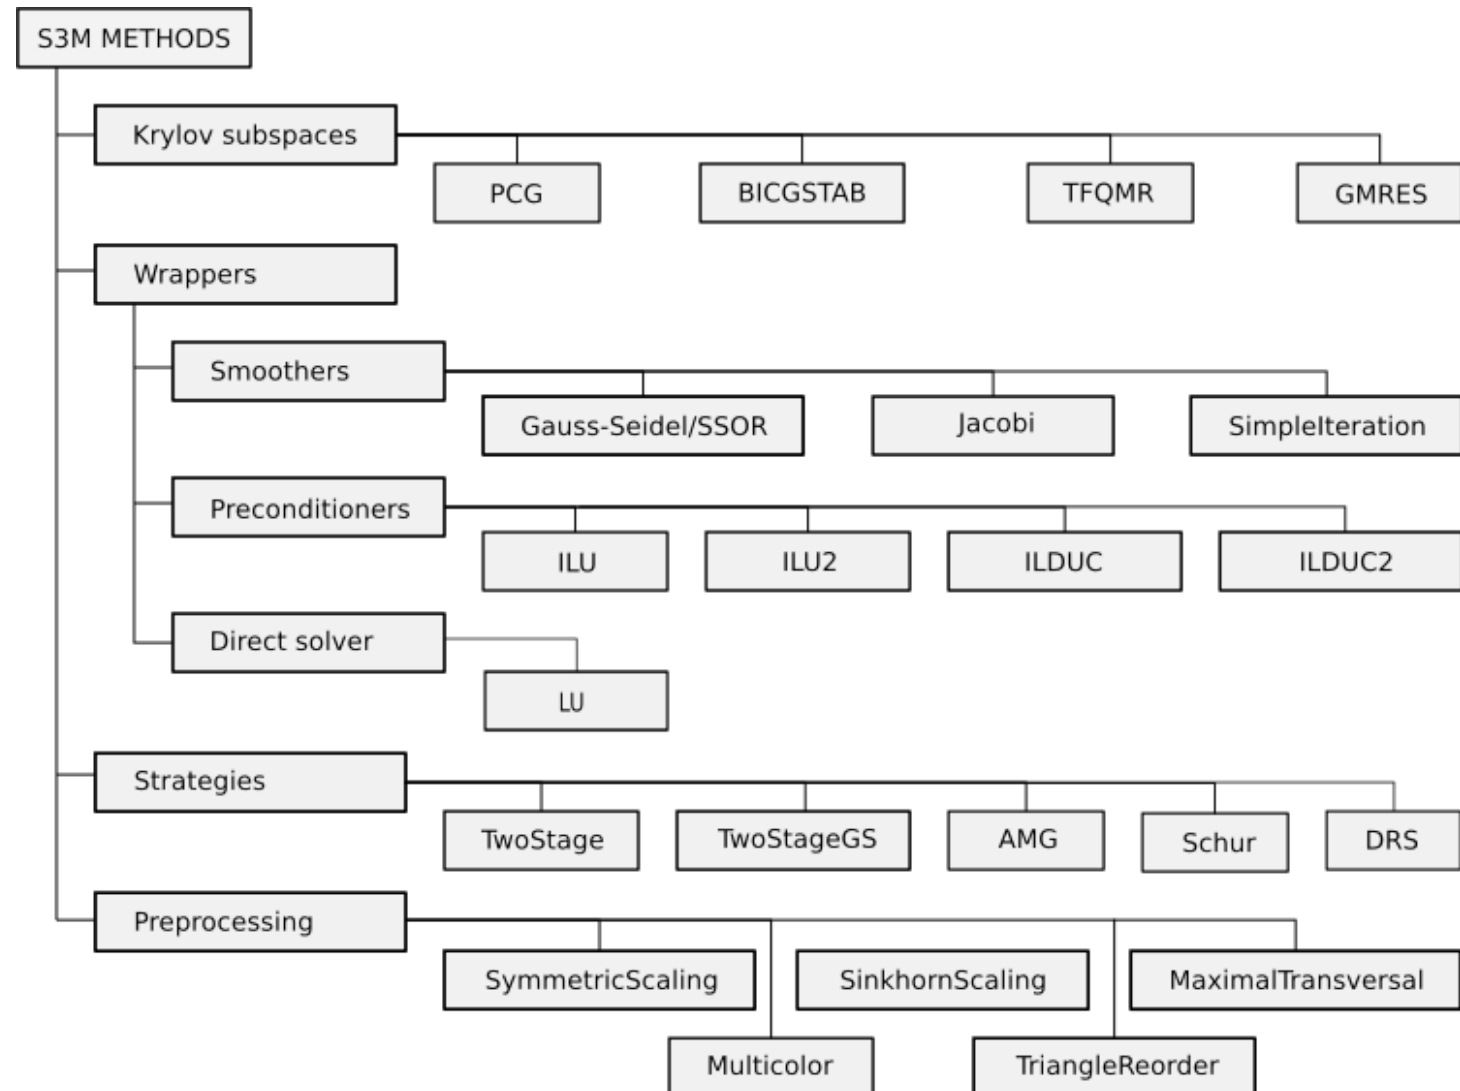 S3M METHODS
Krylov subspaces
PCG
BICGSTAB
TFQMR
GMRES
Wrappers
Smoothers
Gauss-Seidel/SSOR
Jacobi
SimpleIteration
Preconditioners
ILU
ILU2
ILDUC
ILDUC2
Direct solver
LU
Strategies
TwoStage
TwoStageGS
AMG
Schur
DRS
Preprocessing
SymmetricScaling
SinkhornScaling
MaximalTransversal
Multicolor
TriangleReorder